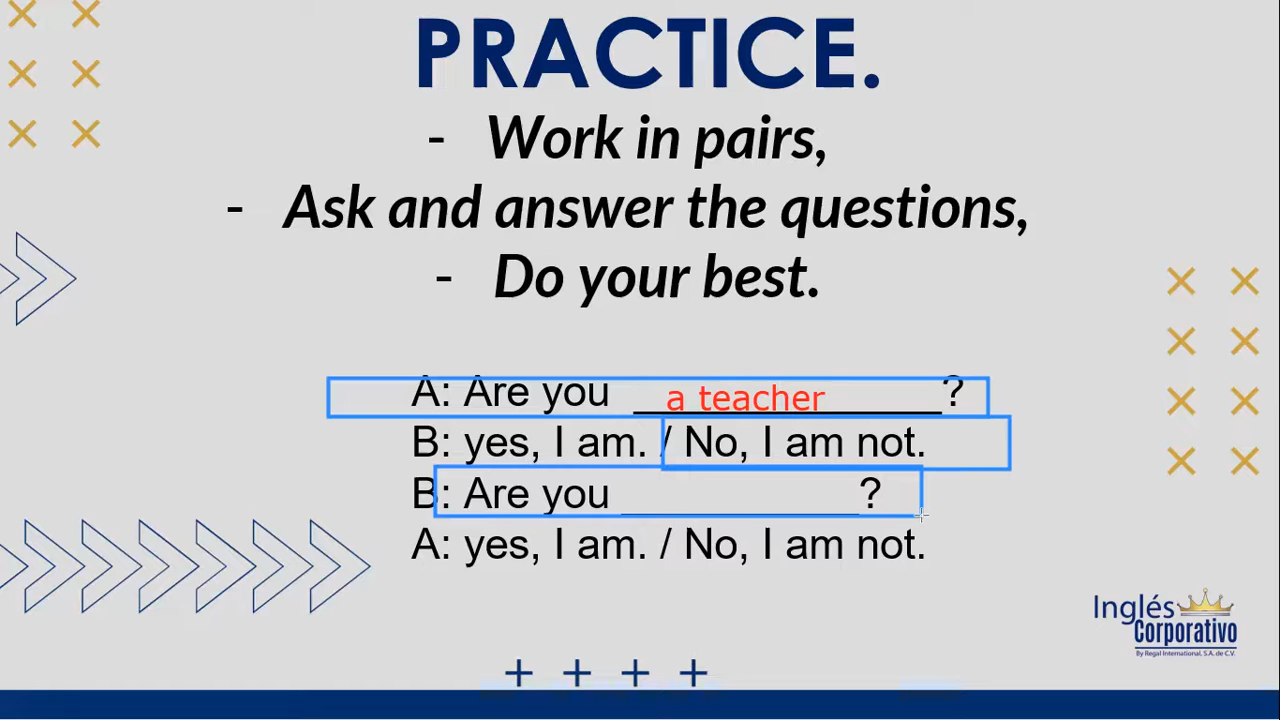 PRACTICE.
- Work in pairs,
- Ask and answer the questions,
- Do your best.
A: Are you a teacher?
B: yes, I am. / No, I am not.
B: Are you __________?
A: yes, I am. / No, I am not.
Inglés
Corporativo
By Regal International, S.A. de C.V.